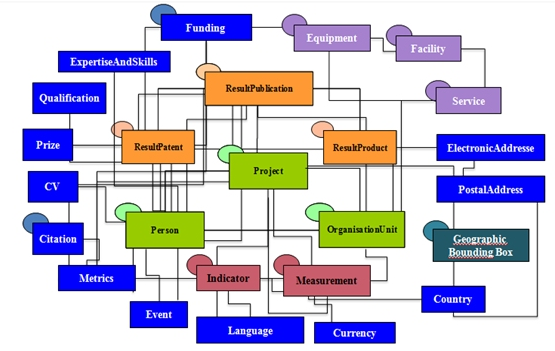 Funding
Equipment
Facility
ExpertiseAndSkills
ResultPublication
Qualification
Service
Prize
ResultPatent
ResultProduct
ElectronicAddresse
Project
CV
PostalAddress
Citation
Person
OrganisationUnit
Geographic
Bounding Box
Metrics
Indicator
Measurement
Country
Event
Language
Currency